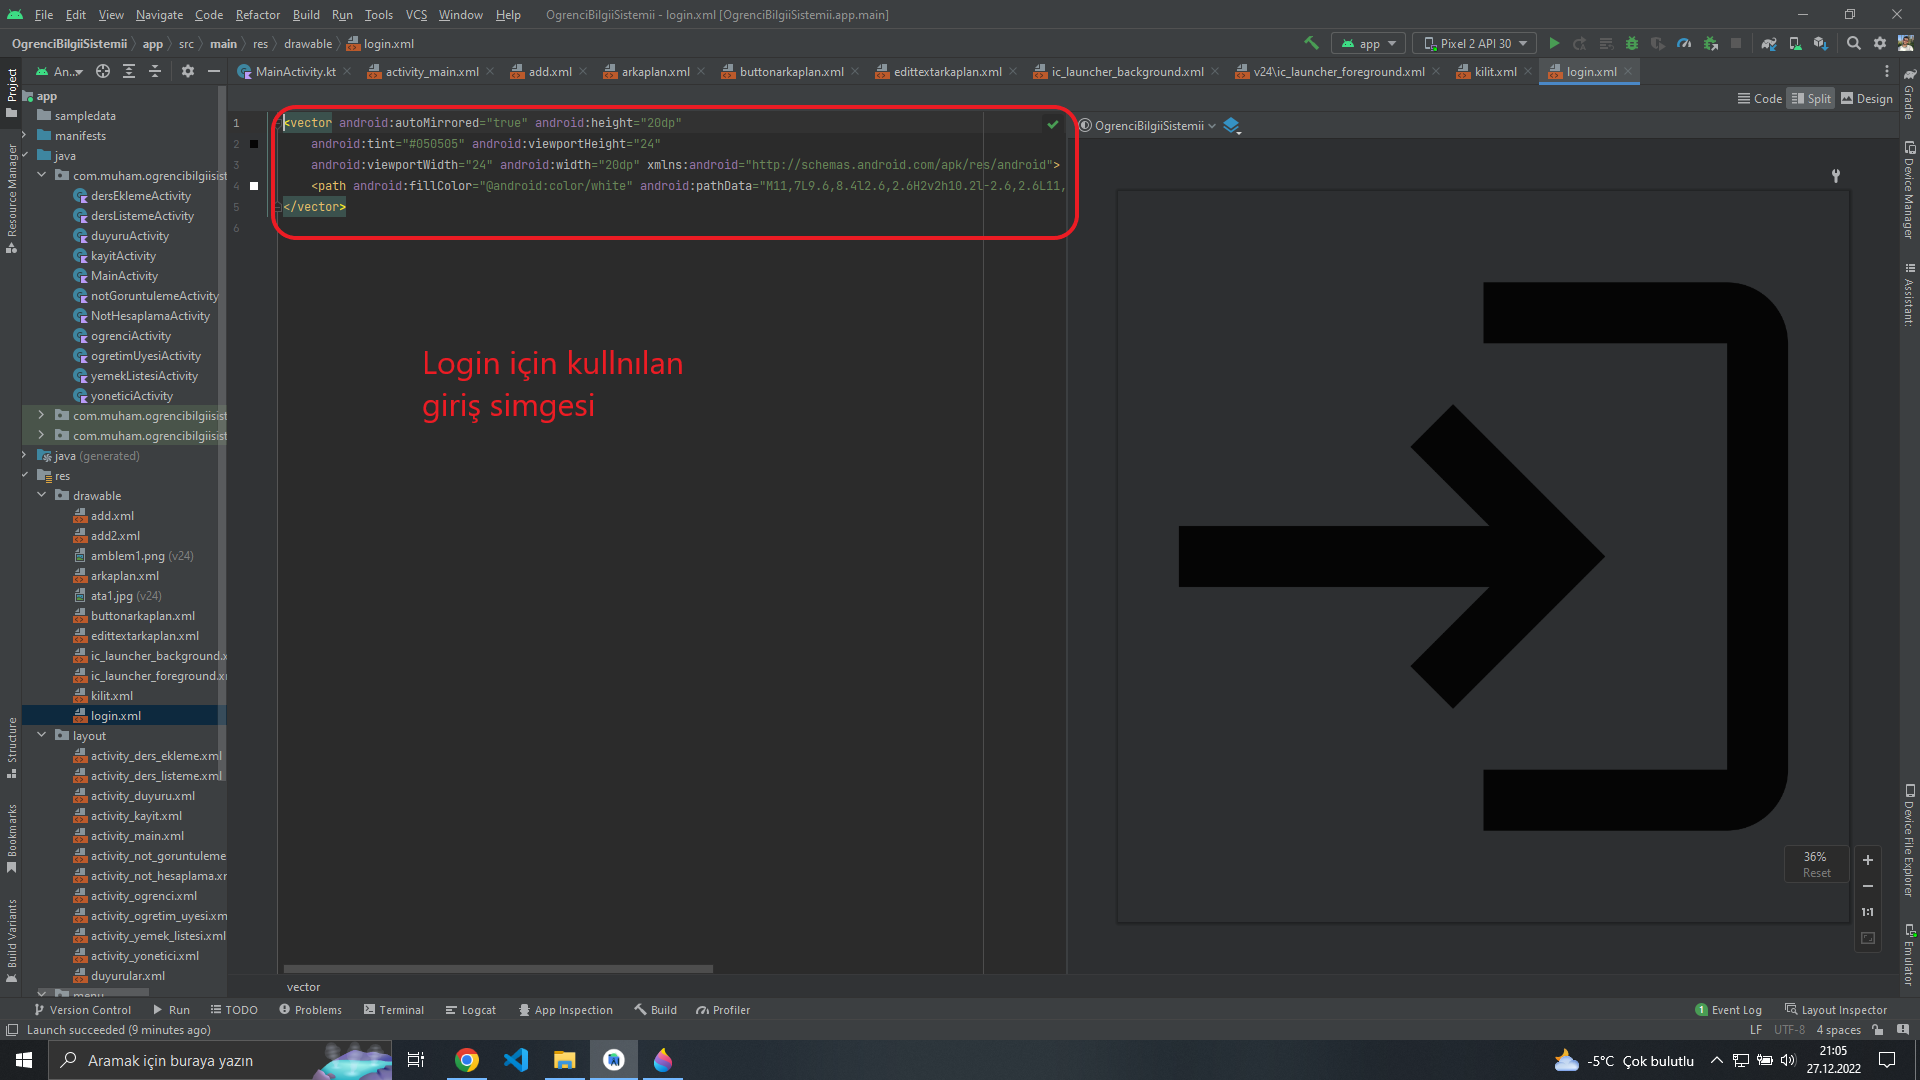 File Edit View Navigate Code Refactor Build Run Tools VCS Window Help OgrenciBilgiiSistemii - login.xml [OgrenciBilgiiSistemii.app.main]
OgrenciBilgiiSistemii app src main res drawable login.xml
app Pixel 2 API 30
An...
MainActivity.kt activity_main.xml add.xml arkaplan.xml buttonarkaplan.xml edittextarkaplan.xml ic_launcher_background.xml v24\ic_launcher_foreground.xml kilit.xml login.xml
Code Split Design
OgrenciBilgiiSistemii
1 <vector android:autoMirrored="true" android:height="20dp"
2 android:tint="#050505" android:viewportHeight="24"
3 android:viewportWidth="24" android:width="20dp" xmlns:android="http://schemas.android.com/apk/res/android">
4 <path android:fillColor="@android:color/white" android:pathData="M11,7L9.6,8.4l2.6,2.6H2v2h10.2l-2.6,2.6L11,
5 </vector>
6
Login için kullnılan
giriş simgesi
Project
Resource Manager
Structure
Bookmarks
Build Variants
app
sampledata
manifests
java
com.muham.ogrencibilgiisist
dersEklemeActivity
dersListemeActivity
duyuruActivity
kayitActivity
MainActivity
notGoruntulemeActivity
NotHesaplamaActivity
ogrenciActivity
ogretimUyesiActivity
yemekListesiActivity
yoneticiActivity
com.muham.ogrencibilgiisist
com.muham.ogrencibilgiisist
java (generated)
res
drawable
add.xml
add2.xml
amblem1.png (v24)
arkaplan.xml
ata1.jpg (v24)
buttonarkaplan.xml
edittextarkaplan.xml
ic_launcher_background.x
ic_launcher_foreground.x
kilit.xml
login.xml
layout
activity_ders_ekleme.xml
activity_ders_listeme.xml
activity_duyuru.xml
activity_kayit.xml
activity_main.xml
activity_not_goruntuleme
activity_not_hesaplama.xr
activity_ogrenci.xml
activity_ogretim_uyesi.xm
activity_yemek_listesi.xml
activity_yonetici.xml
duyurular.xml
menu
Gradle
Device Manager
Assistant:
Device File Explorer
Emulator
36%
Reset
1:1
vector
Version Control Run TODO Problems Terminal Logcat App Inspection Build Profiler 1 Event Log Layout Inspector
Launch succeeded (9 minutes ago) LF UTF-8 4 spaces
Aramak için buraya yazın -5°C Çok bulutlu 21:05
27.12.2022